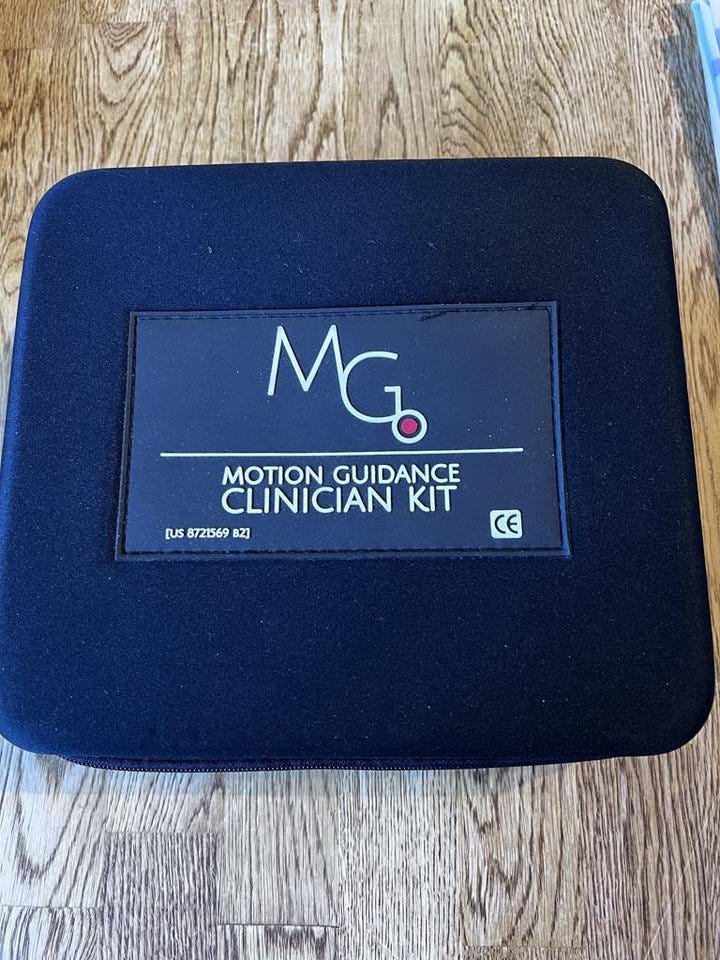 MG
MOTION GUIDANCE
CLINICIAN KIT
[US 8721569 B2]
CE